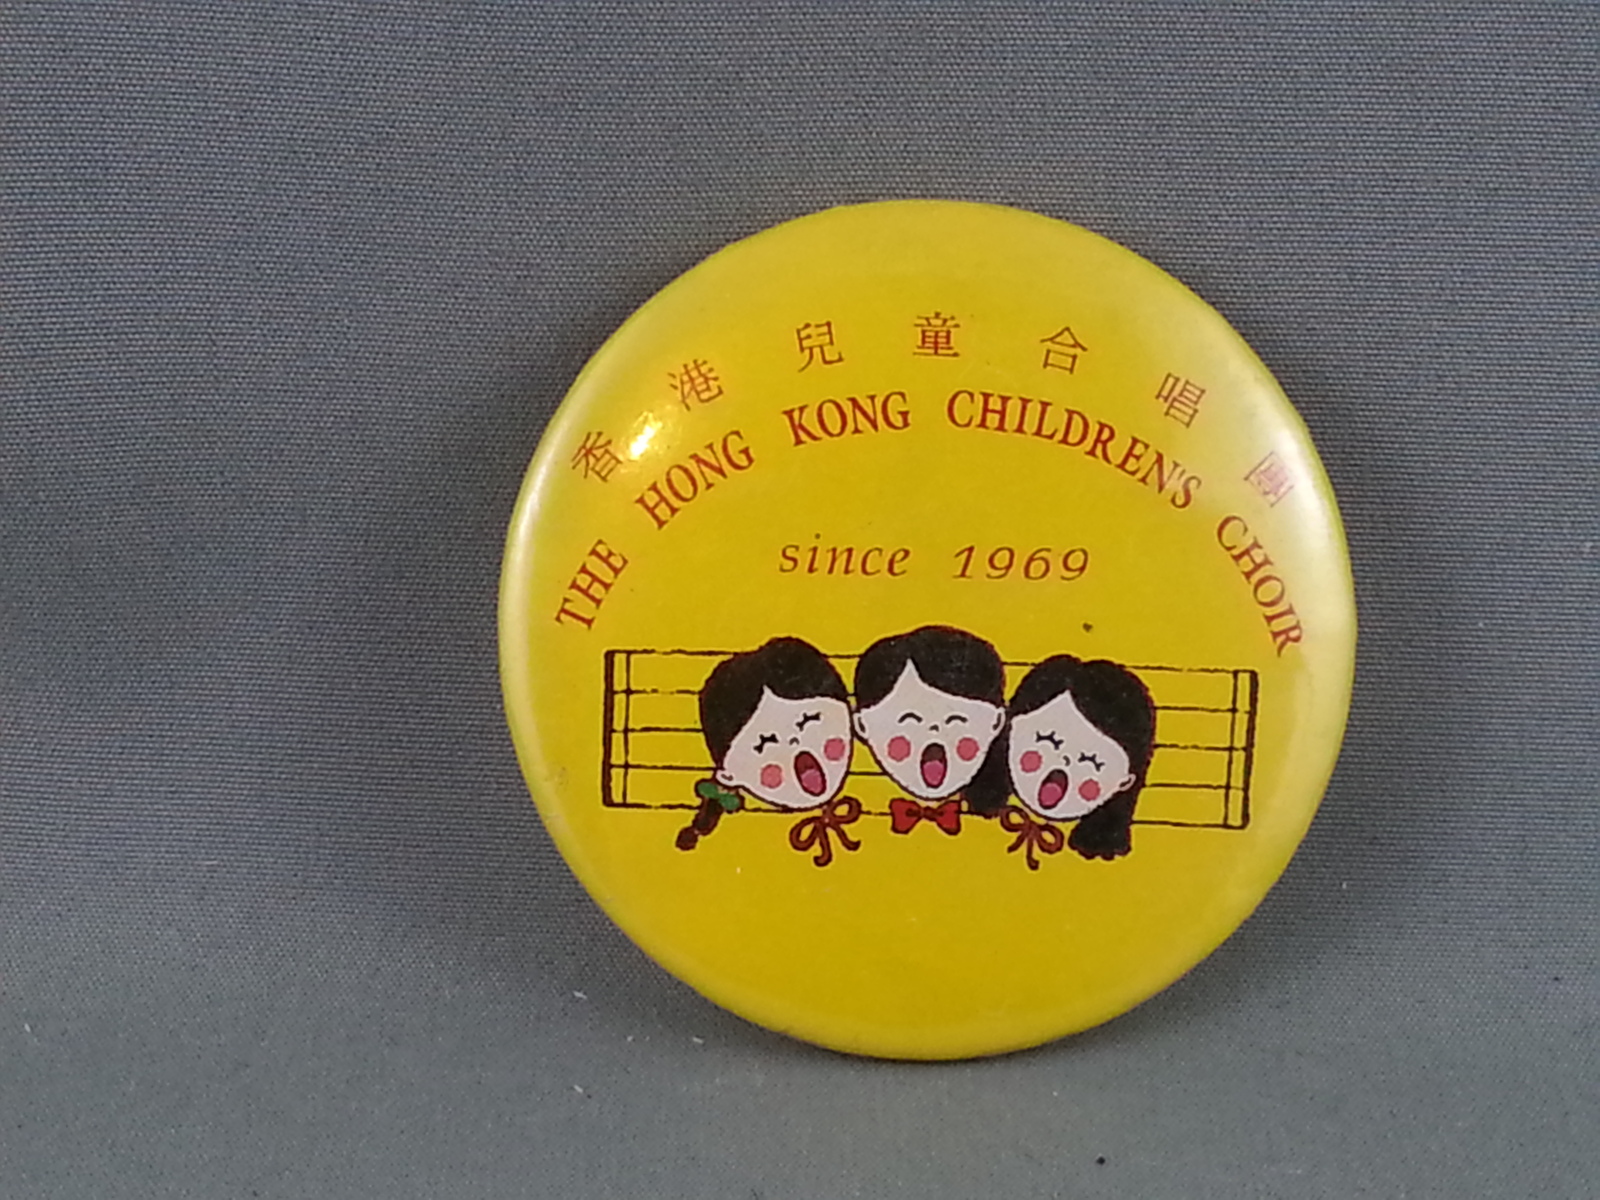 香港兒童合唱團
THE HONG KONG CHILDREN'S CHOIR
since 1969